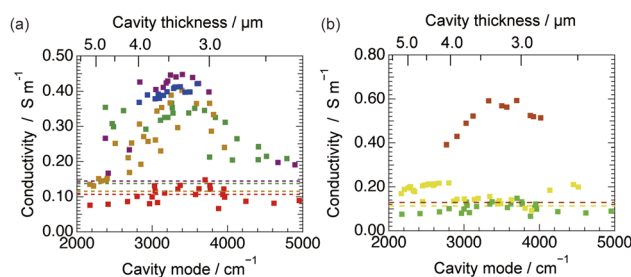 (a)
Cavity thickness / μm
5.0 4.0 3.0
Conductivity / S m⁻¹
0.50
0.40
0.30
0.20
0.10
0.00
2000 3000 4000 5000
Cavity mode / cm⁻¹
(b)
Cavity thickness / μm
5.0 4.0 3.0
Conductivity / S m⁻¹
0.80
0.60
0.40
0.20
0.00
2000 3000 4000 5000
Cavity mode / cm⁻¹